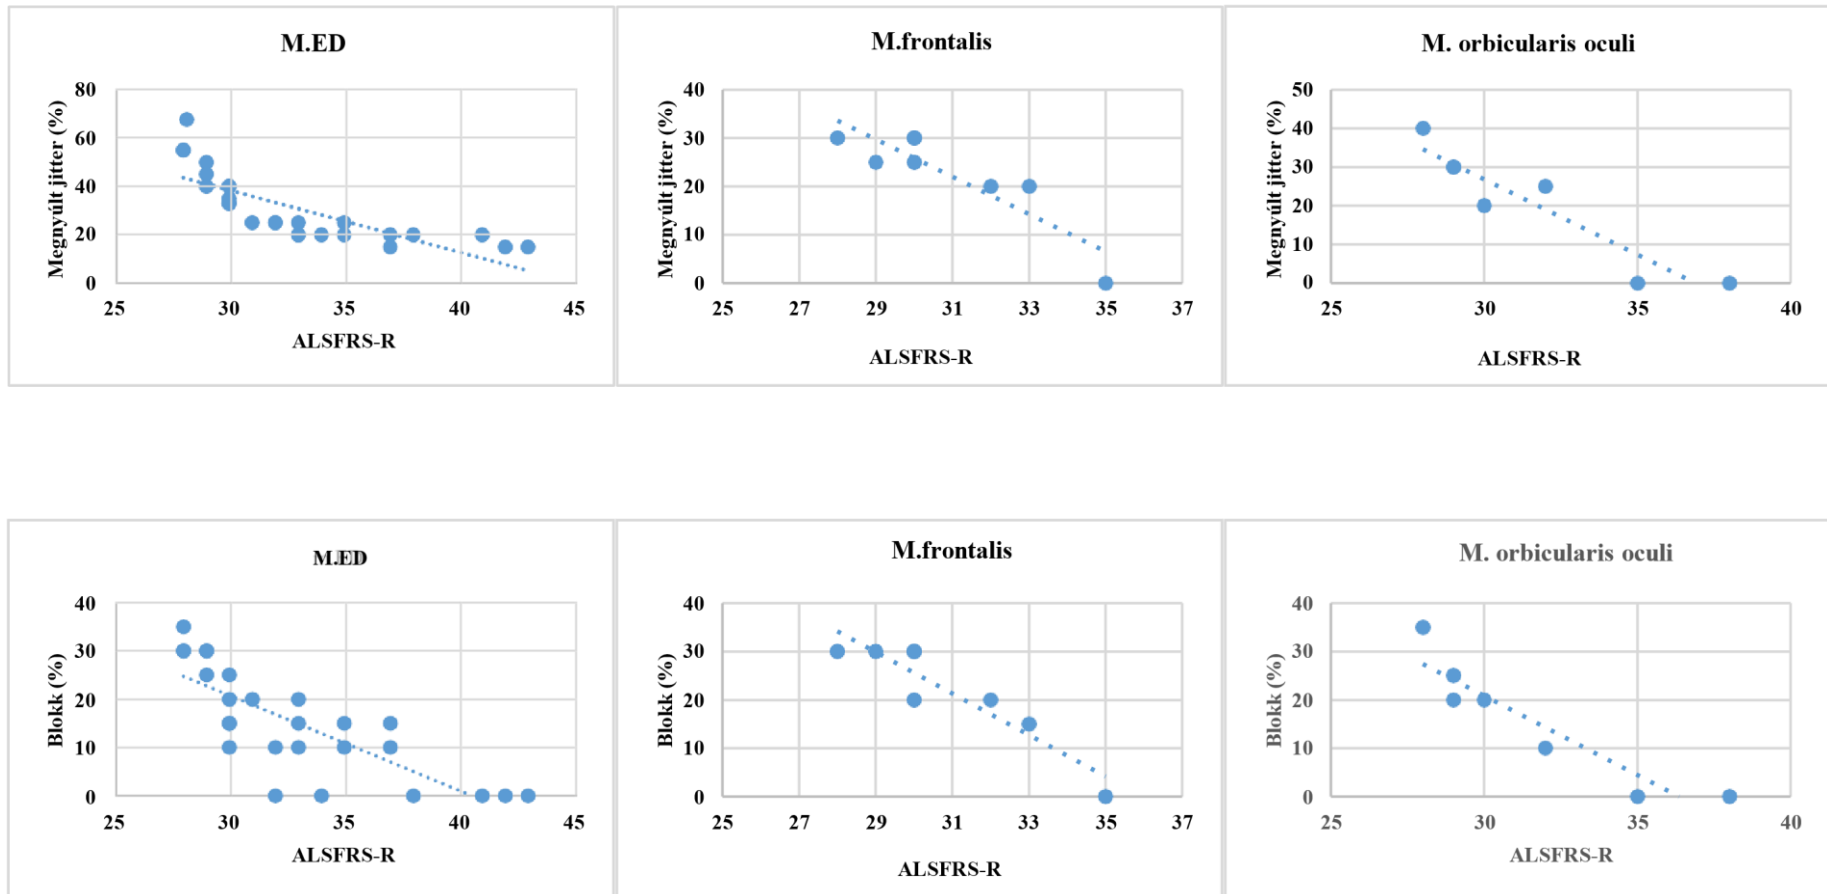 M.ED
Megnyúlt jitter (%)
80
60
40
20
0
25 30 35 40 45
ALSFRS-R
M.frontalis
Megnyúlt jitter (%)
40
30
20
10
0
25 27 29 31 33 35 37
ALSFRS-R
M. orbicularis oculi
Megnyúlt jitter (%)
50
40
30
20
10
0
25 30 35 40
ALSFRS-R
M.ED
Blokk (%)
40
30
20
10
0
25 30 35 40 45
ALSFRS-R
M.frontalis
Blokk (%)
40
30
20
10
0
25 27 29 31 33 35 37
ALSFRS-R
M. orbicularis oculi
Blokk (%)
40
30
20
10
0
25 30 35 40
ALSFRS-R